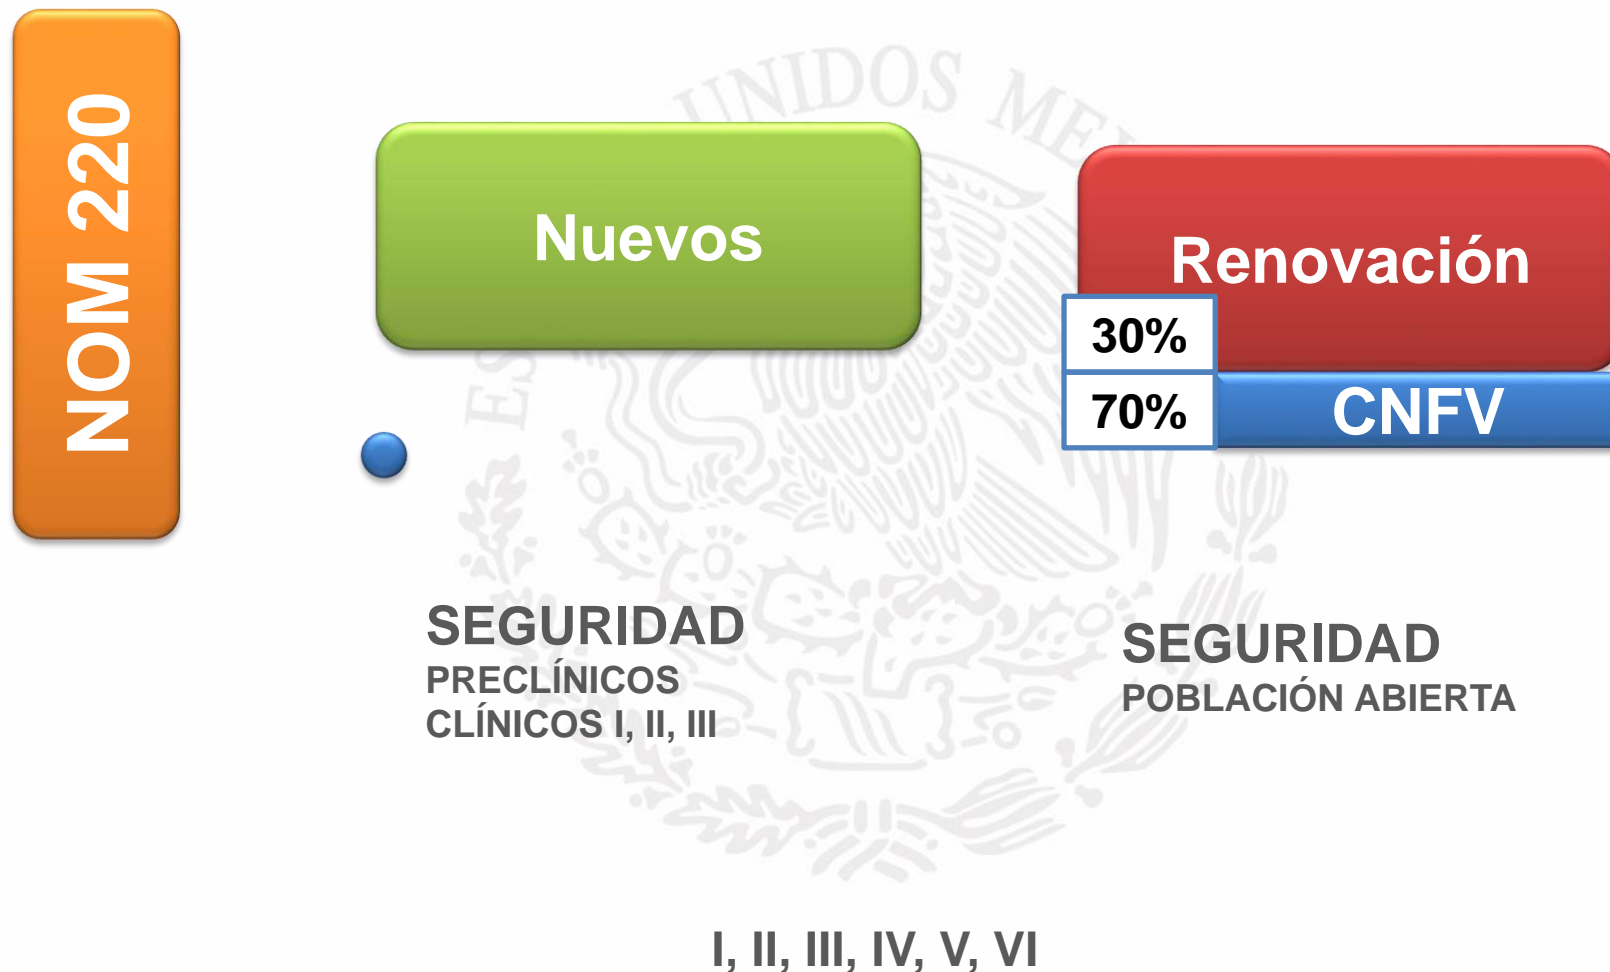 NOM 220
Nuevos
Renovación
30%
70%
CNFV
SEGURIDAD
PRECLÍNICOS
CLÍNICOS I, II, III
SEGURIDAD
POBLACIÓN ABIERTA
I, II, III, IV, V, VI
UNIDOS